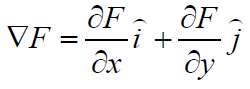 ∇F = ∂F/∂x î + ∂F/∂y ĵ